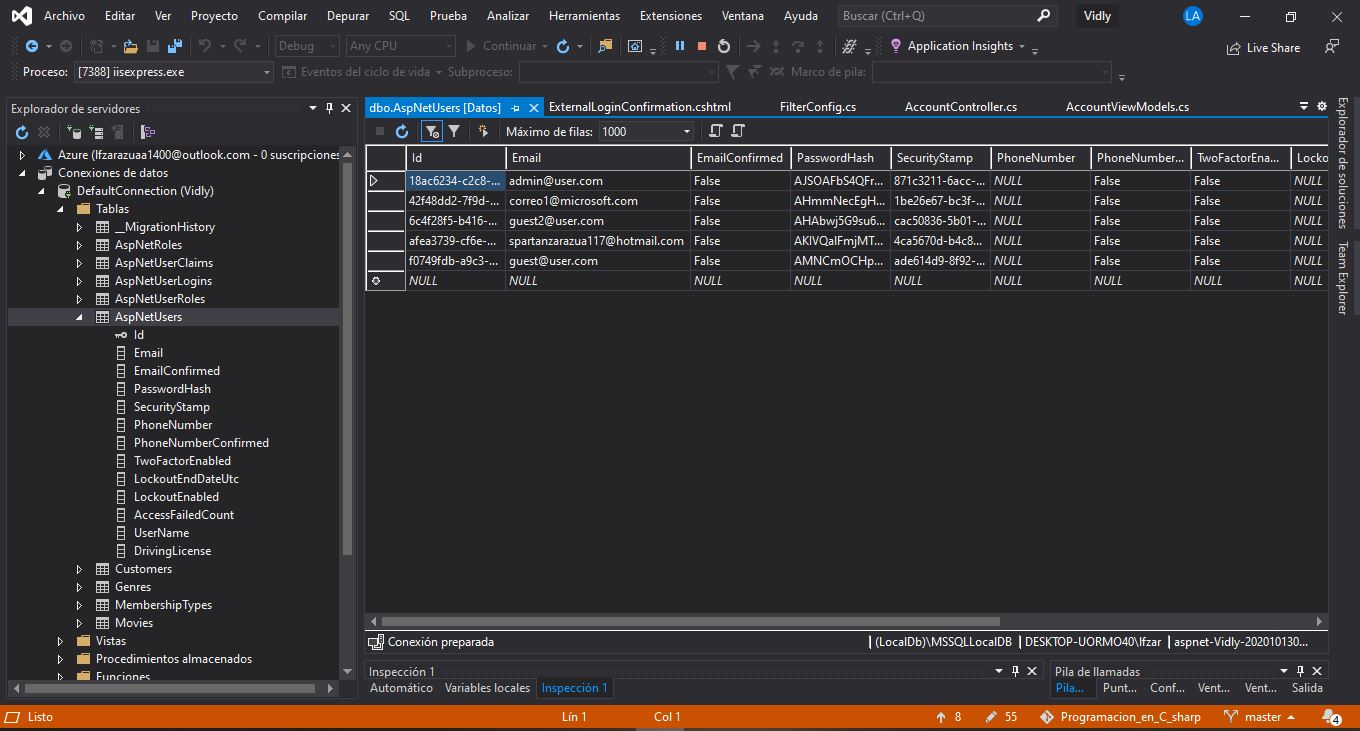 Archivo Editar Ver Proyecto Compilar Depurar SQL Prueba Analizar Herramientas Extensiones Ventana Ayuda Buscar (Ctrl+Q) Vidly LA
Debug Any CPU Continuar Application Insights Live Share
Proceso: [7388] iisexpress.exe Eventos del ciclo de vida Subproceso: Marco de pila:
Explorador de servidores
Azure (lfzarazuaa1400@outlook.com - 0 suscripciones
Conexiones de datos
DefaultConnection (Vidly)
Tablas
__MigrationHistory
AspNetRoles
AspNetUserClaims
AspNetUserLogins
AspNetUserRoles
AspNetUsers
Id
Email
EmailConfirmed
PasswordHash
SecurityStamp
PhoneNumber
PhoneNumberConfirmed
TwoFactorEnabled
LockoutEndDateUtc
LockoutEnabled
AccessFailedCount
UserName
DrivingLicense
Customers
Genres
MembershipTypes
Movies
Vistas
Procedimientos almacenados
Funciones
dbo.AspNetUsers [Datos] ExternalLoginConfirmation.cshtml FilterConfig.cs AccountController.cs AccountViewModels.cs
Máximo de filas: 1000
Id Email EmailConfirmed PasswordHash SecurityStamp PhoneNumber PhoneNumber... TwoFactorEna... Locko
18ac6234-c2c8-... admin@user.com False AJSOAFbS4QFr... 871c3211-6acc-... NULL False False NULL
42f48dd2-7f9d-... correo1@microsoft.com False AHmmNecEgH... 1be26e67-bc3f-... NULL False False NULL
6c4f28f5-b416-... guest2@user.com False AHAbwj5G9su6... cac50836-5b01-... NULL False False NULL
afea3739-cf6e-... spartanzarazua117@hotmail.com False AKIVQaIFmjMT... 4ca5670d-b4c8... NULL False False NULL
f0749fdb-a9c3-... guest@user.com False AMNCmOCHp... ade614d9-8f92-... NULL False False NULL
NULL NULL NULL NULL NULL NULL NULL NULL NULL
Conexión preparada (LocalDb)\MSSQLLocalDB DESKTOP-UORMO40\lfzar aspnet-Vidly-202010130...
Inspección 1
Automático Variables locales Inspección 1
Pila de llamadas
Pila... Punt... Conf... Vent... Vent... Salida
Explorador de soluciones
Team Explorer
Listo Lín 1 Col 1 8 55 Programacion_en_C_sharp master 4